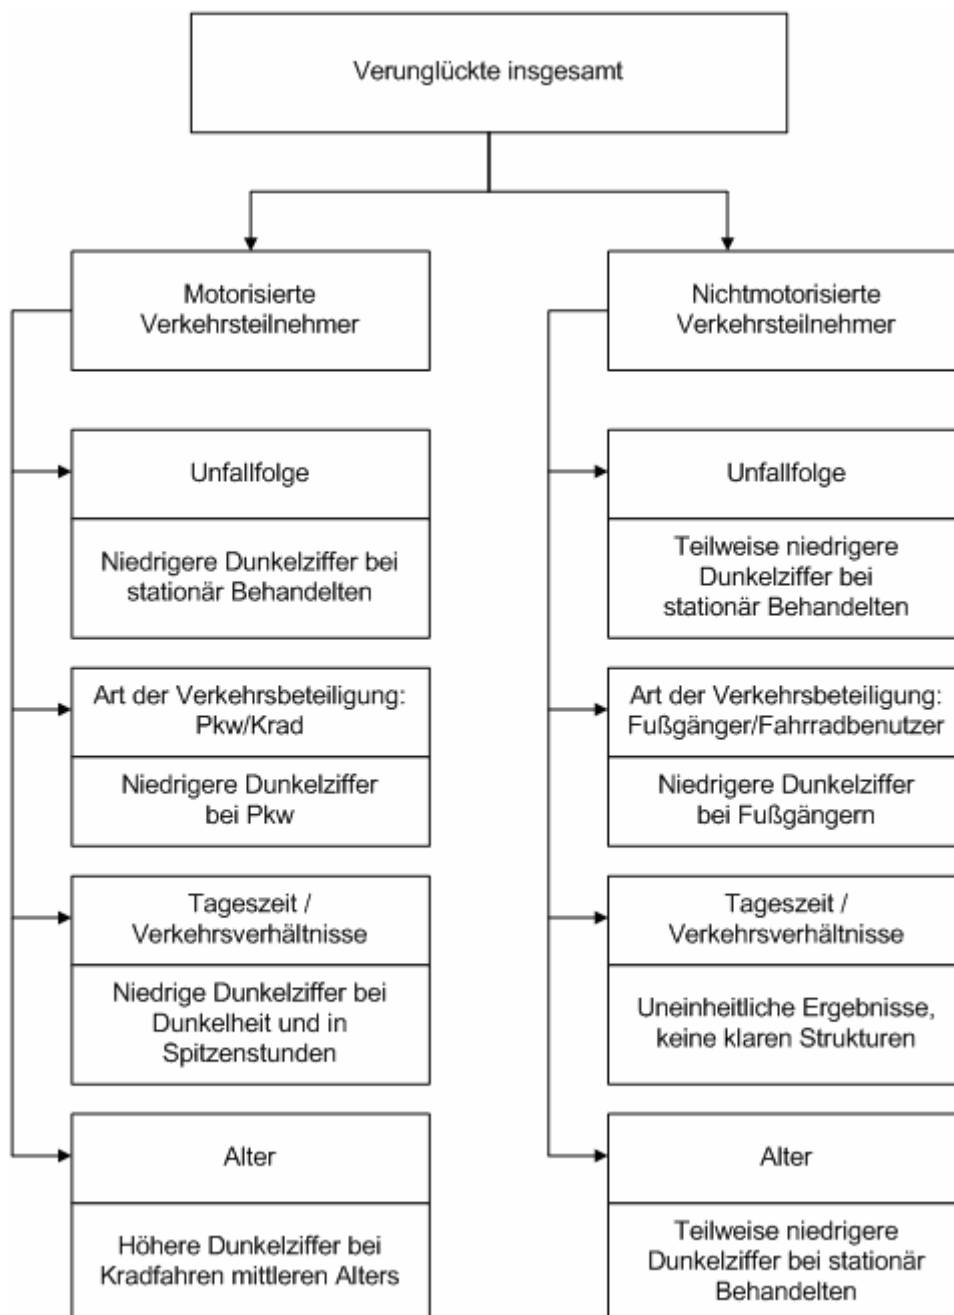 Verunglückte insgesamt
Motorisierte
Verkehrsteilnehmer
Unfallfolge
Niedrigere Dunkelziffer bei
stationär Behandelten
Art der Verkehrsbeteiligung:
Pkw/Krad
Niedrigere Dunkelziffer
bei Pkw
Tageszeit /
Verkehrsverhältnisse
Niedrige Dunkelziffer bei
Dunkelheit und in
Spitzenstunden
Alter
Höhere Dunkelziffer bei
Kradfahren mittleren Alters
Nichtmotorisierte
Verkehrsteilnehmer
Unfallfolge
Teilweise niedrigere
Dunkelziffer bei
stationär Behandelten
Art der Verkehrsbeteiligung:
Fußgänger/Fahrradbenutzer
Niedrigere Dunkelziffer
bei Fußgängern
Tageszeit /
Verkehrsverhältnisse
Uneinheitliche Ergebnisse,
keine klaren Strukturen
Alter
Teilweise niedrigere
Dunkelziffer bei stationär
Behandelten